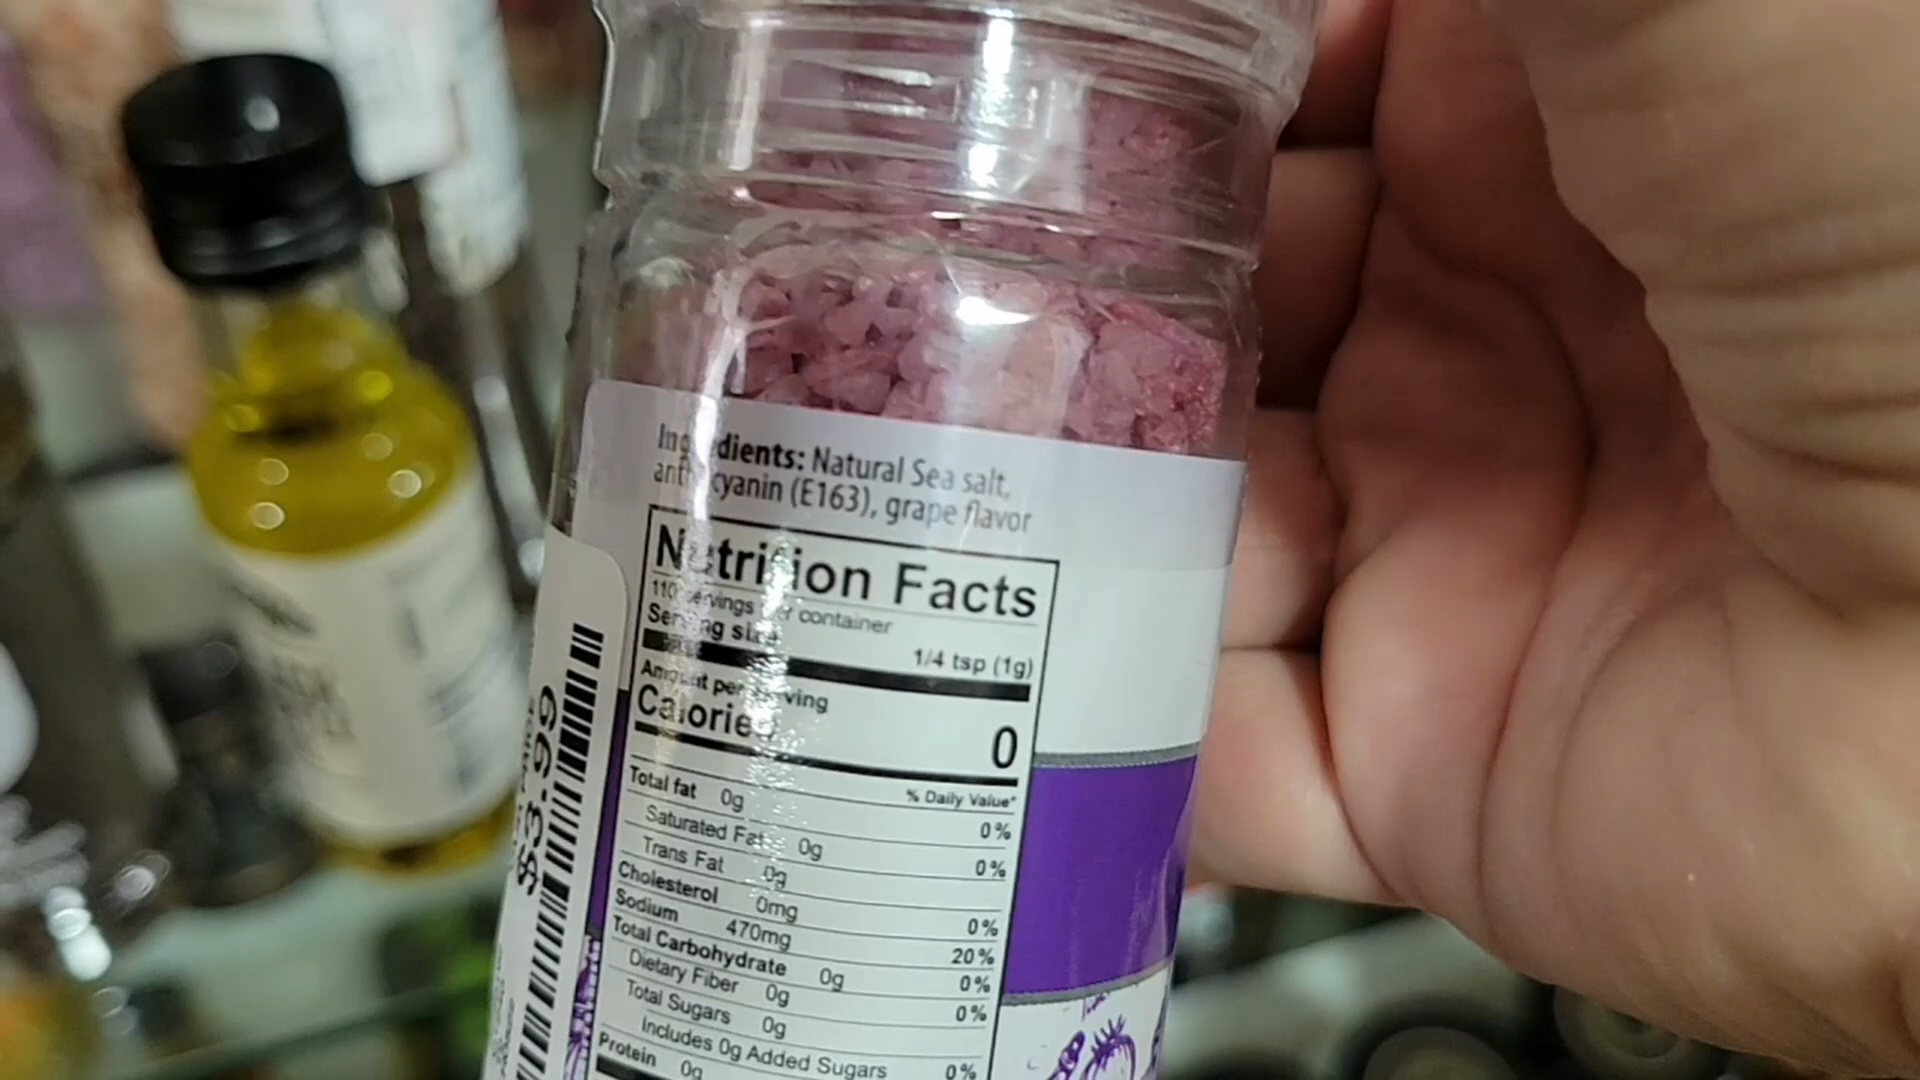 Ingredients: Natural Sea salt,
anthocyanin (E163), grape flavor
Nutrition Facts
110 servings per container
Serving size 1/4 tsp (1g)
Amount per serving
Calories 0
% Daily Value*
Total fat 0g 0%
Saturated Fat 0g 0%
Trans Fat 0g
Cholesterol 0mg 0%
Sodium 470mg 20%
Total Carbohydrate 0g 0%
Dietary Fiber 0g 0%
Total Sugars 0g
Includes 0g Added Sugars 0%
Protein 0g
$3.99